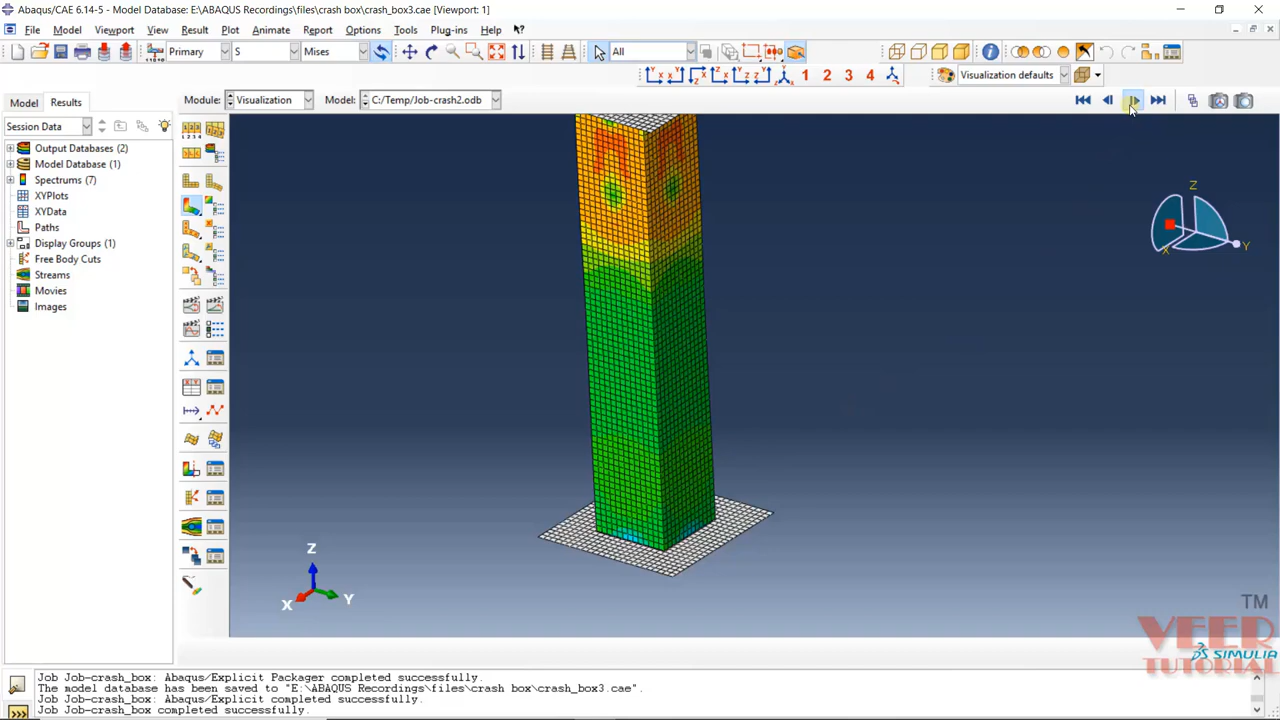 Abaqus/CAE 6.14-5 - Model Database: E:\ABAQUS Recordings\files\crash box\crash_box3.cae [Viewport: 1]
File Model Viewport View Result Plot Animate Report Options Tools Plug-ins Help
Primary S Mises All
1 2 3 4 Visualization defaults
Model Results Module: Visualization Model: C:/Temp/Job-crash2.odb
Session Data
Output Databases (2)
Model Database (1)
Spectrums (7)
XYPlots
XYData
Paths
Display Groups (1)
Free Body Cuts
Streams
Movies
Images
Z
Y
X
Z
X Y
TM
VEER
SIMULIA
TUTORIAL
Job Job-crash_box: Abaqus/Explicit Packager completed successfully.
The model database has been saved to "E:\ABAQUS Recordings\files\crash box\crash_box3.cae".
Job Job-crash_box: Abaqus/Explicit completed successfully.
Job Job-crash_box completed successfully.